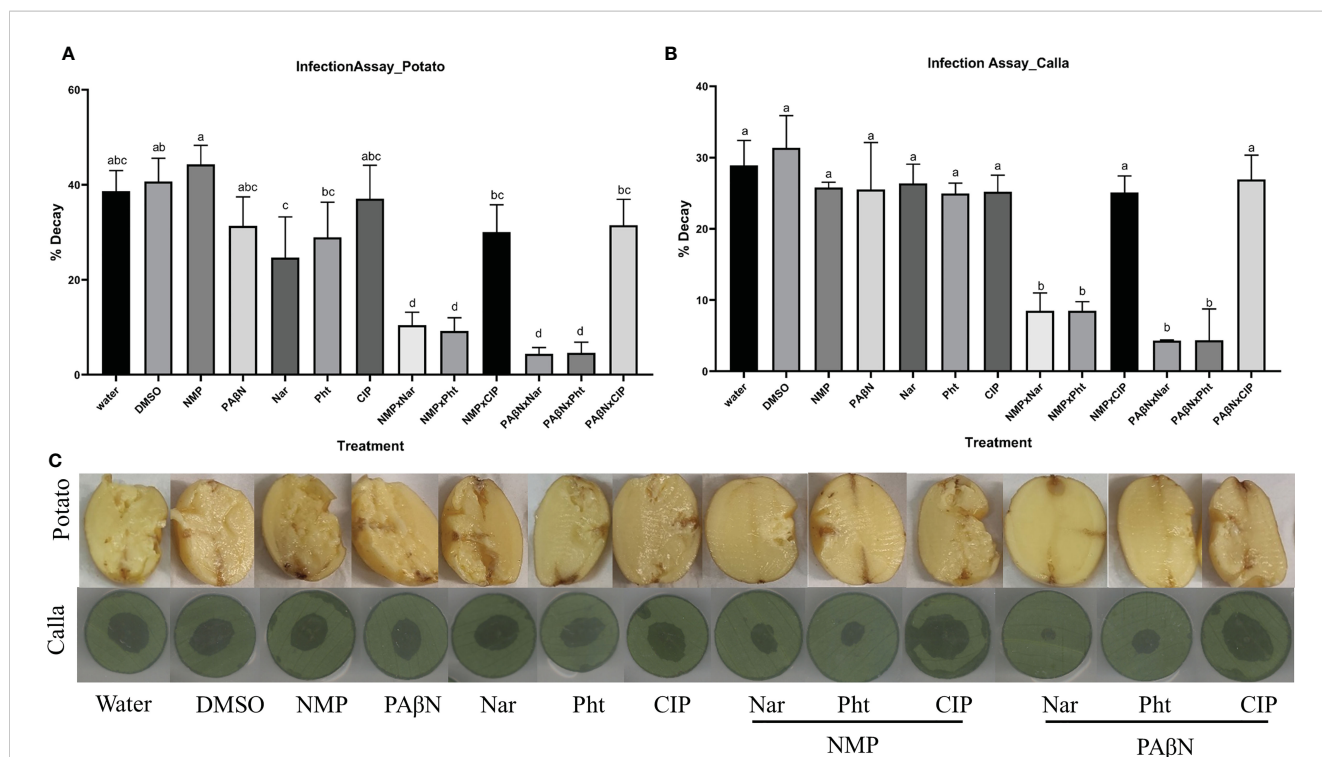 A
InfectionAssay_Potato
% Decay
60
40
20
0
abc
ab
a
abc
c
bc
abc
d
d
bc
d
d
bc
water
DMSO
NMP
PAβN
Nar
Pht
CIP
NMPxNar
NMPxPht
NMPxCiP
PAβNxNar
PAβNxPht
PAβNxCiP
Treatment
B
Infection Assay_Calla
% Decay
40
30
20
10
0
a
a
a
a
a
a
a
b
b
a
b
b
a
water
DMSO
NMP
PAβN
Nar
Pht
CIP
NMPxNar
NMPxPht
NMPxCIP
PAβNxNar
PAβNxPht
PAβNxCIP
Treatment
C
Potato
Calla
Water DMSO NMP PAβN Nar Pht CIP Nar Pht CIP Nar Pht CIP
NMP PAβN